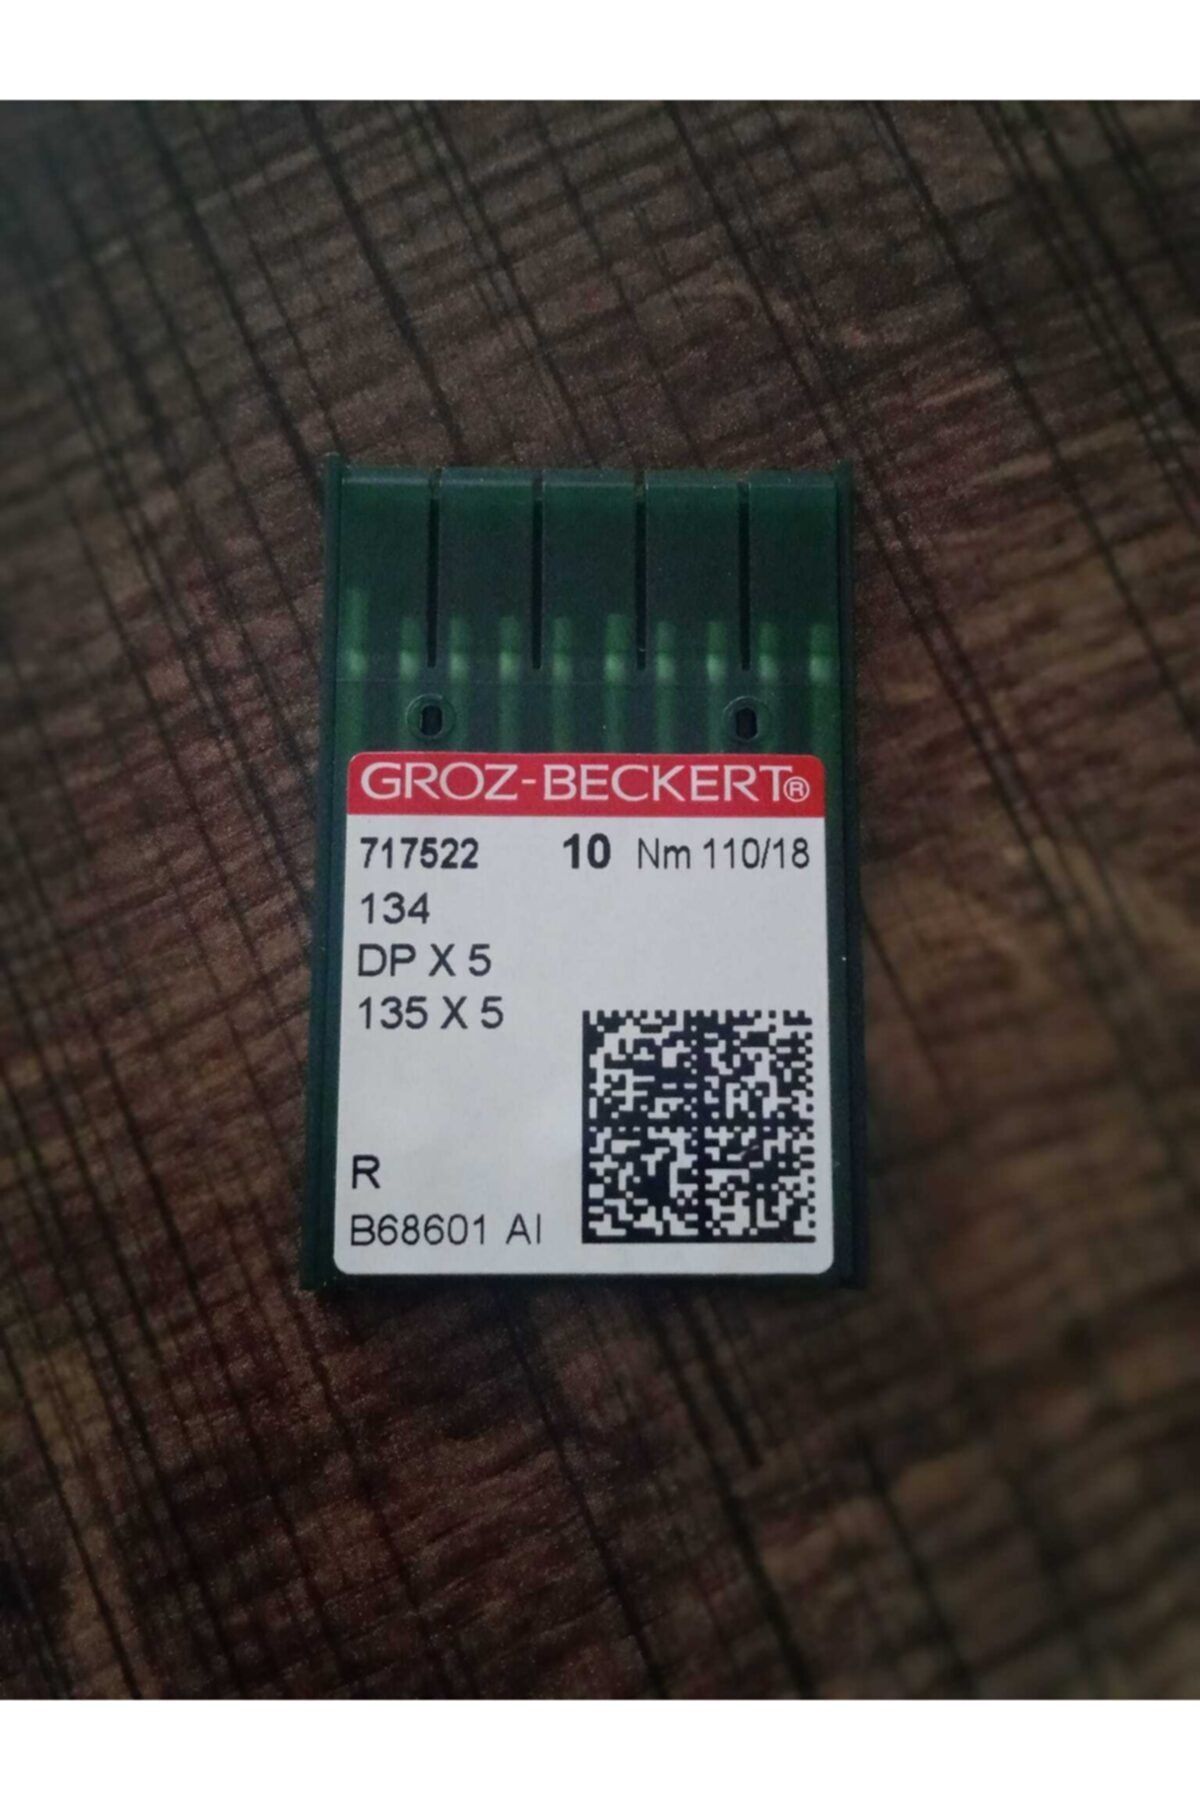 GROZ-BECKERT®
717522 10 Nm 110/18
134
DP X 5
135 X 5
R
B68601 AI